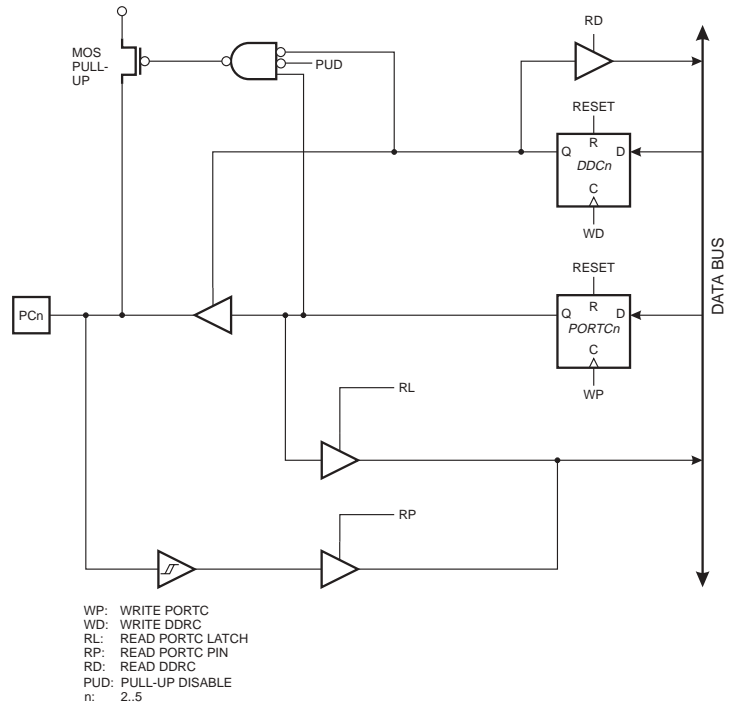 RD
MOS
PULL-
UP
PUD
RESET
R
Q
D
DDCn
C
WD
RESET
PCn
R
Q
D
PORTCn
C
WP
DATA BUS
RL
RP
WP: WRITE PORTC
WD: WRITE DDRC
RL: READ PORTC LATCH
RP: READ PORTC PIN
RD: READ DDRC
PUD: PULL-UP DISABLE
n: 2..5